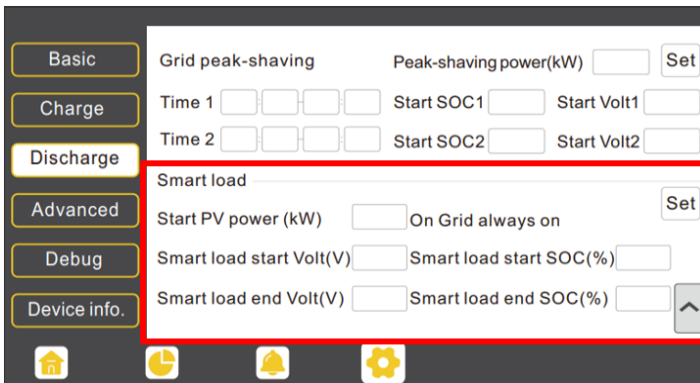 Basic
Charge
Discharge
Advanced
Debug
Device info.
Grid peak-shaving Peak-shaving power(kW) Set
Time 1 : - : Start SOC1 Start Volt1
Time 2 : - : Start SOC2 Start Volt2
Smart load
Set
Start PV power (kW) On Grid always on
Smart load start Volt(V) Smart load start SOC(%)
Smart load end Volt(V) Smart load end SOC(%)